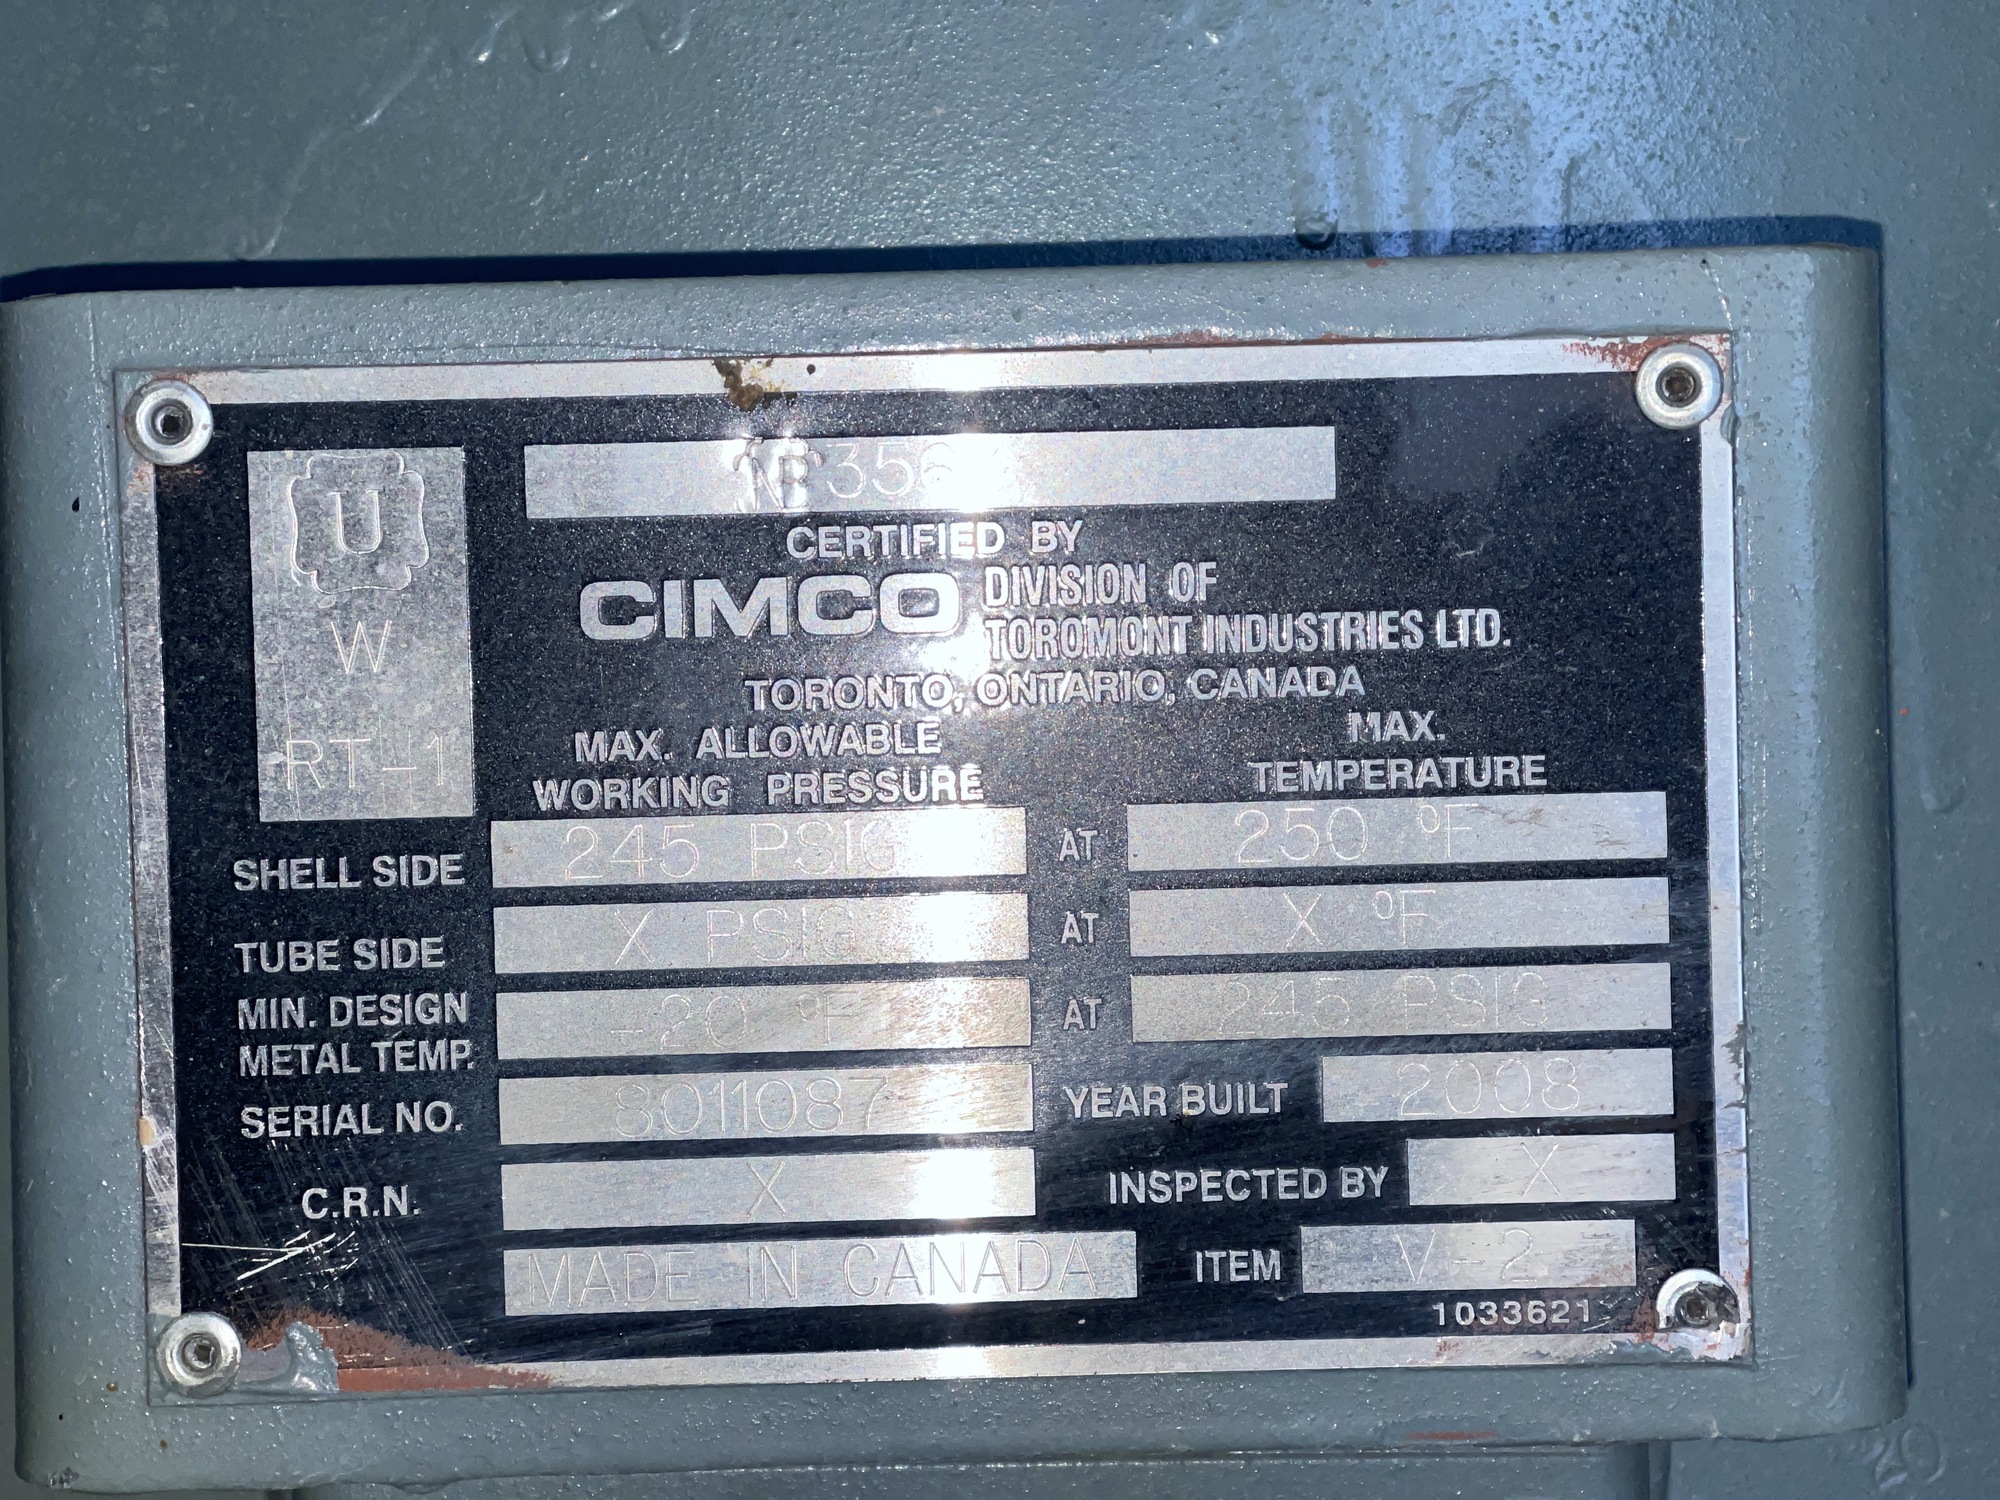 U
W
RT-1
NB
CERTIFIED BY
CIMCO DIVISION OF
TOROMONT INDUSTRIES LTD.
TORONTO, ONTARIO, CANADA
MAX. ALLOWABLE
WORKING PRESSURE
MAX.
TEMPERATURE
SHELL SIDE 245 PSIG AT 250 °F
TUBE SIDE X PSIG AT X °F
MIN. DESIGN
METAL TEMP. -20 °F AT 245 PSIG
SERIAL NO. 8011087 YEAR BUILT 2008
C.R.N. X INSPECTED BY X
MADE IN CANADA ITEM V-2
1033621